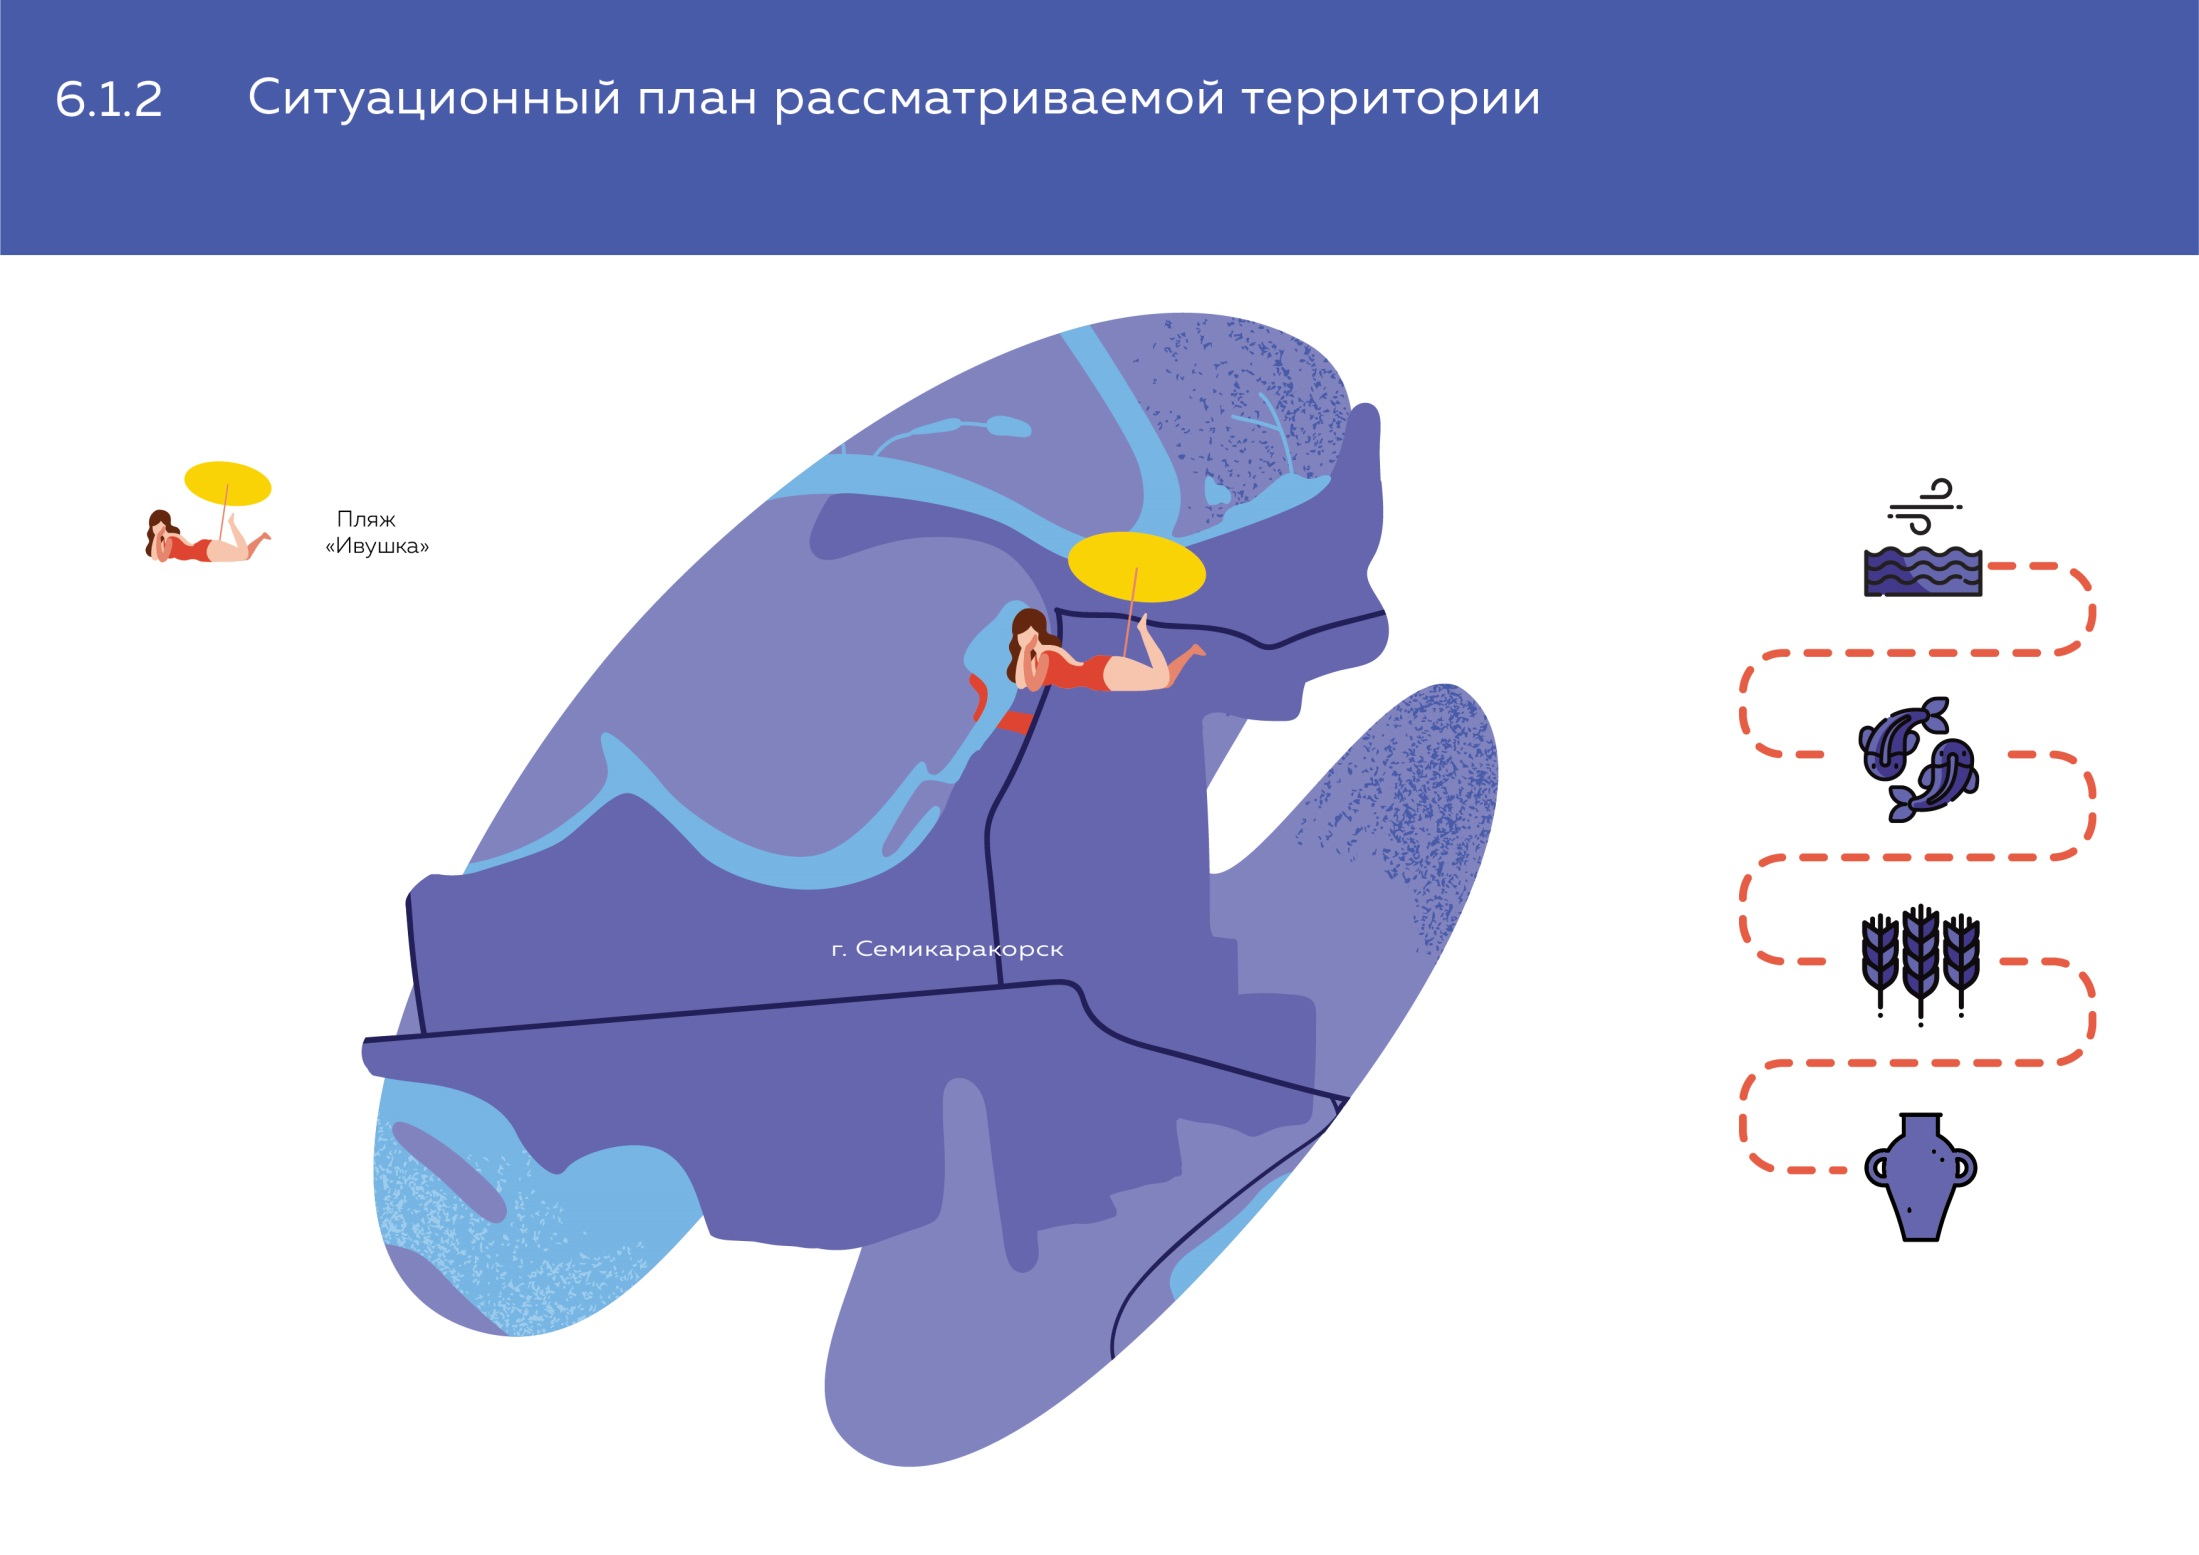 6.1.2 Ситуационный план рассматриваемой территории
Пляж
«Ивушка»
г. Семикаракорск